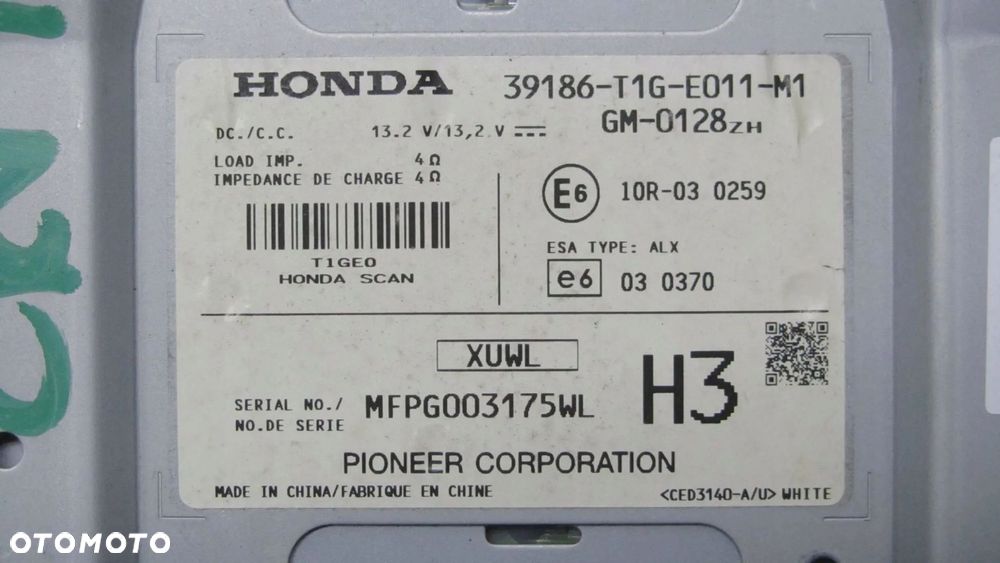 HONDA
39186-T1G-E011-M1
GM-0128ZH
DC./C.C. 13.2 V/13,2 V
LOAD IMP. 4Ω
IMPEDANCE DE CHARGE 4Ω
E6 10R-03 0259
T1GE0
HONDA SCAN
ESA TYPE: ALX
e6 03 0370
XUWL
H3
SERIAL NO./
NO.DE SERIE
MFPG003175WL
PIONEER CORPORATION
MADE IN CHINA/FABRIQUE EN CHINE
<CED3140-A/U> WHITE
OTOMOTO